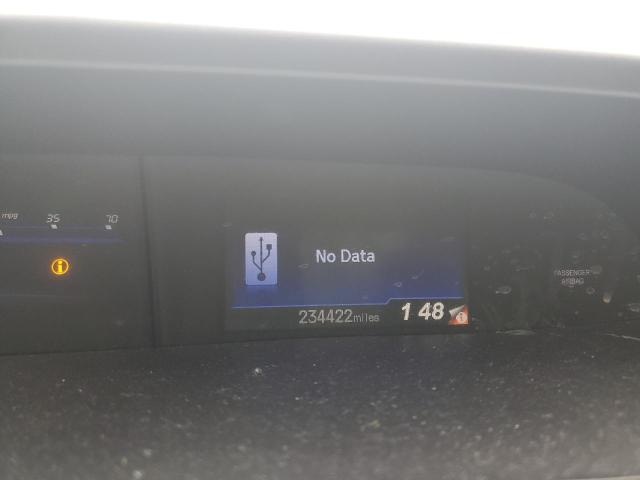 mpg 35 70
No Data
234422miles 1 48
PASSENGER
AIRBAG